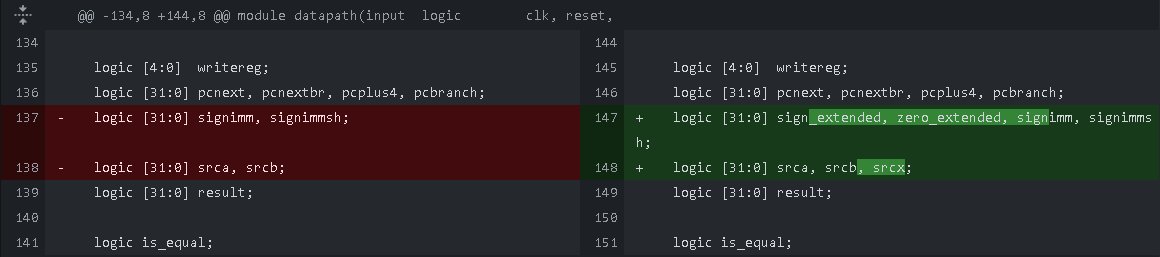 @@ -134,8 +144,8 @@ module datapath(input  logic        clk, reset,
134
135 logic [4:0]  writereg;
136 logic [31:0] pcnext, pcnextbr, pcplus4, pcbranch;
137 - logic [31:0] signimm, signimmsh;
138 - logic [31:0] srca, srcb;
139 logic [31:0] result;
140
141 logic is_equal;
144
145 logic [4:0]  writereg;
146 logic [31:0] pcnext, pcnextbr, pcplus4, pcbranch;
147 + logic [31:0] sign_extended, zero_extended, signimm, signimms
h;
148 + logic [31:0] srca, srcb, srcx;
149 logic [31:0] result;
150
151 logic is_equal;